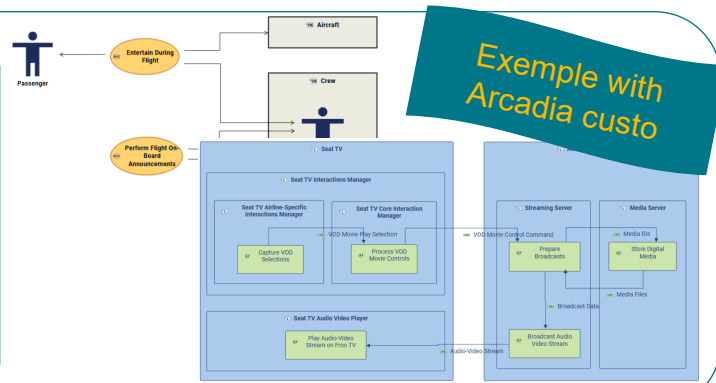 Aircraft
Entertain During
Flight
Passenger
Crew
Exemple with
Arcadia custo
Perform Flight On-
Board
Announcements
Seat TV
Seat TV Interactions Manager
Seat TV Airline-Specific
Interactions Manager
Seat TV Core Interaction
Manager
Streaming Server
Media Server
VOD Movie Play Selection
VOD Movie Control Command
Media IDs
Capture VOD
Selections
Process VOD
Movie Controls
Prepare
Broadcasts
Store Digital
Media
Media Files
Broadcast Data
Seat TV Audio Video Player
Play Audio-Video
Stream on Fron TV
Audio-Video Stream
Broadcast Audio
Video Stream